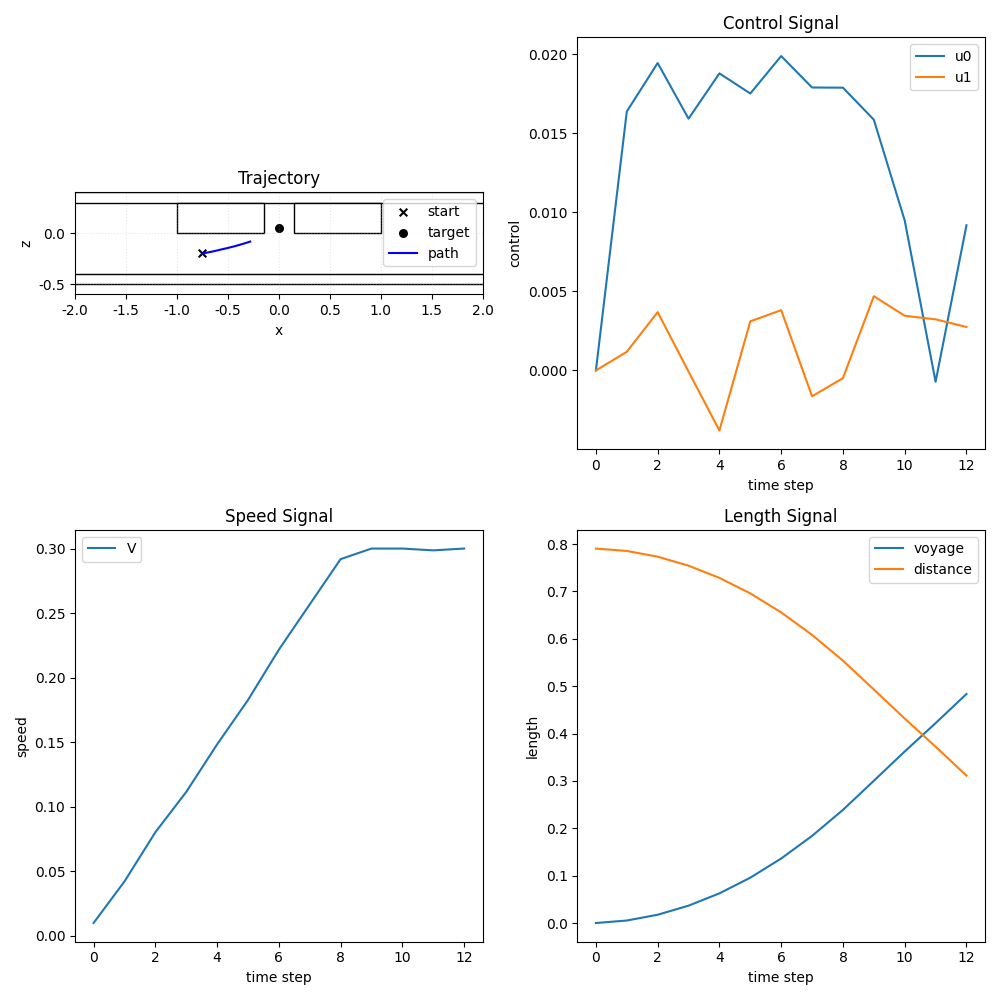 Trajectory
start
target
path
z
0.0
-0.5
-2.0 -1.5 -1.0 -0.5 0.0 0.5 1.0 1.5 2.0
x
Control Signal
u0
u1
control
0.020
0.015
0.010
0.005
0.000
0 2 4 6 8 10 12
time step
Speed Signal
V
speed
0.30
0.25
0.20
0.15
0.10
0.05
0.00
0 2 4 6 8 10 12
time step
Length Signal
voyage
distance
length
0.8
0.7
0.6
0.5
0.4
0.3
0.2
0.1
0.0
0 2 4 6 8 10 12
time step